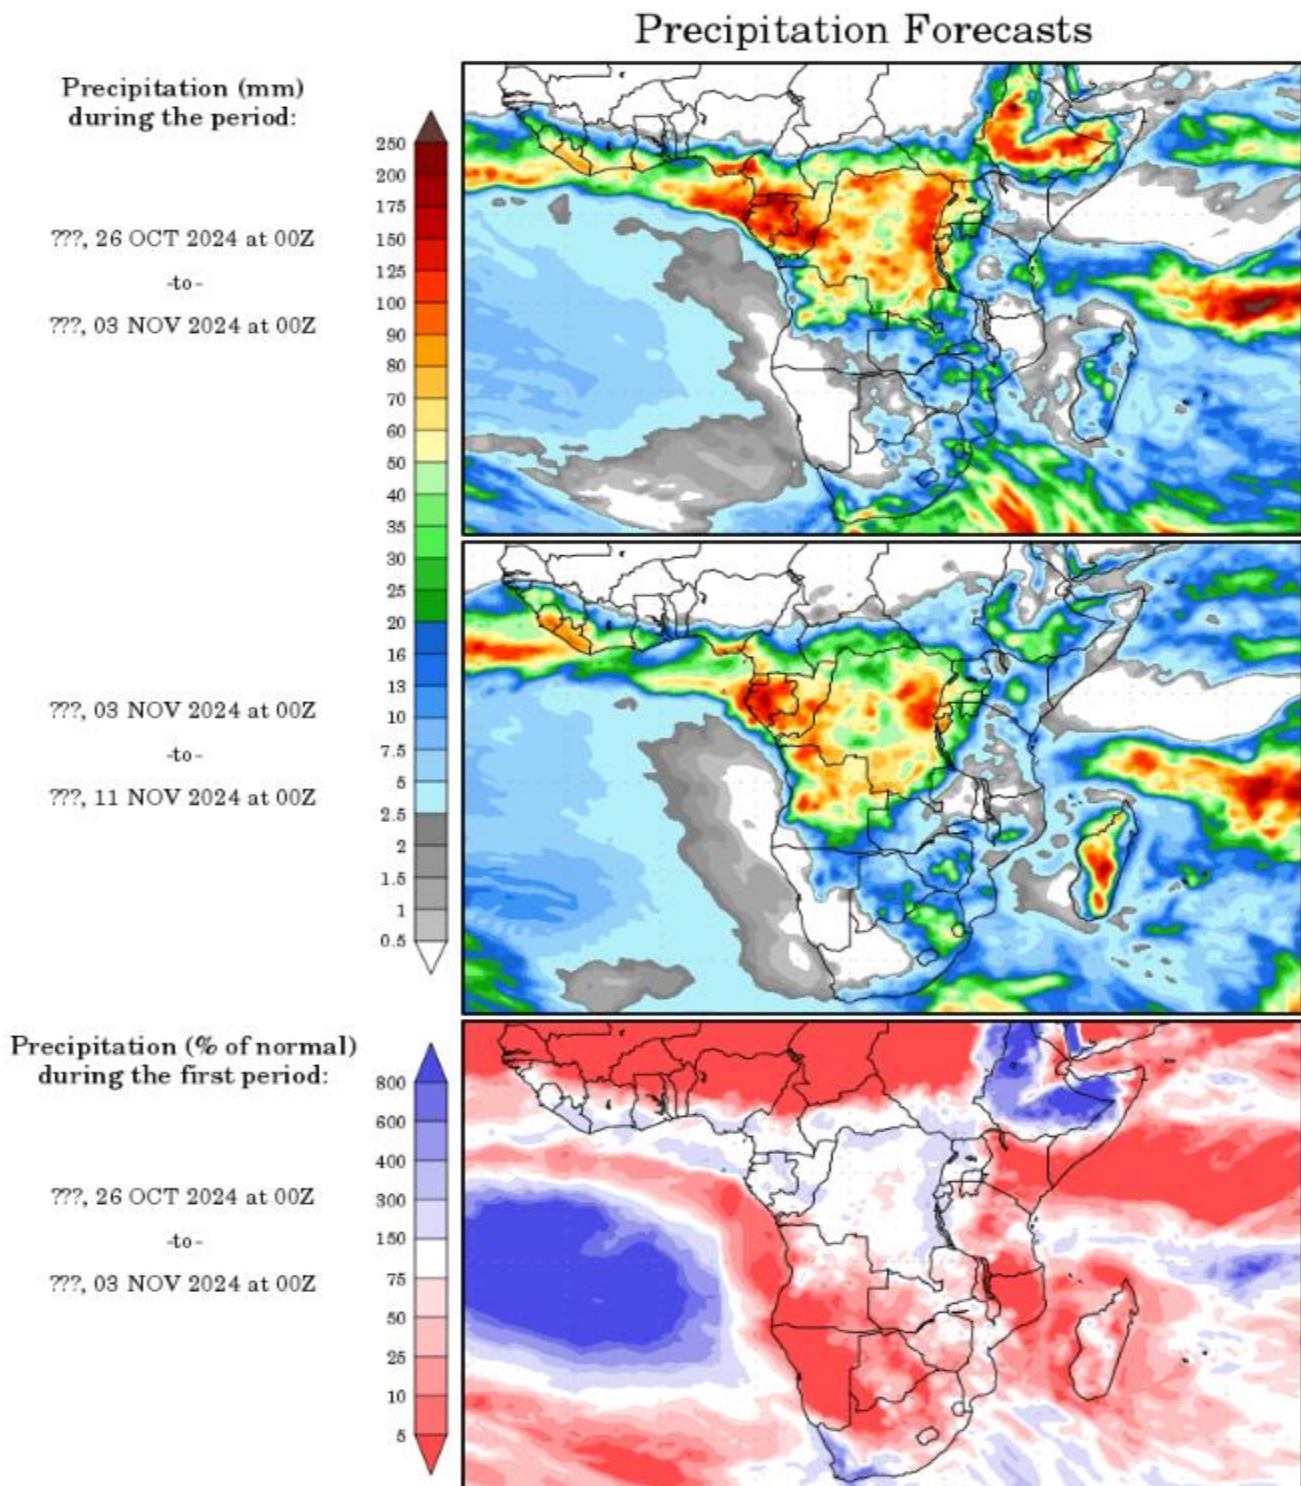 Precipitation Forecasts
Precipitation (mm)
during the period:
???, 26 OCT 2024 at 00Z
-to-
???, 03 NOV 2024 at 00Z
250
200
175
150
125
100
90
80
70
60
50
40
35
30
25
20
16
13
10
7.5
5
2.5
2
1.5
1
0.5
???, 03 NOV 2024 at 00Z
-to-
???, 11 NOV 2024 at 00Z
Precipitation (% of normal)
during the first period:
???, 26 OCT 2024 at 00Z
-to-
???, 03 NOV 2024 at 00Z
800
600
400
300
150
75
50
25
10
5